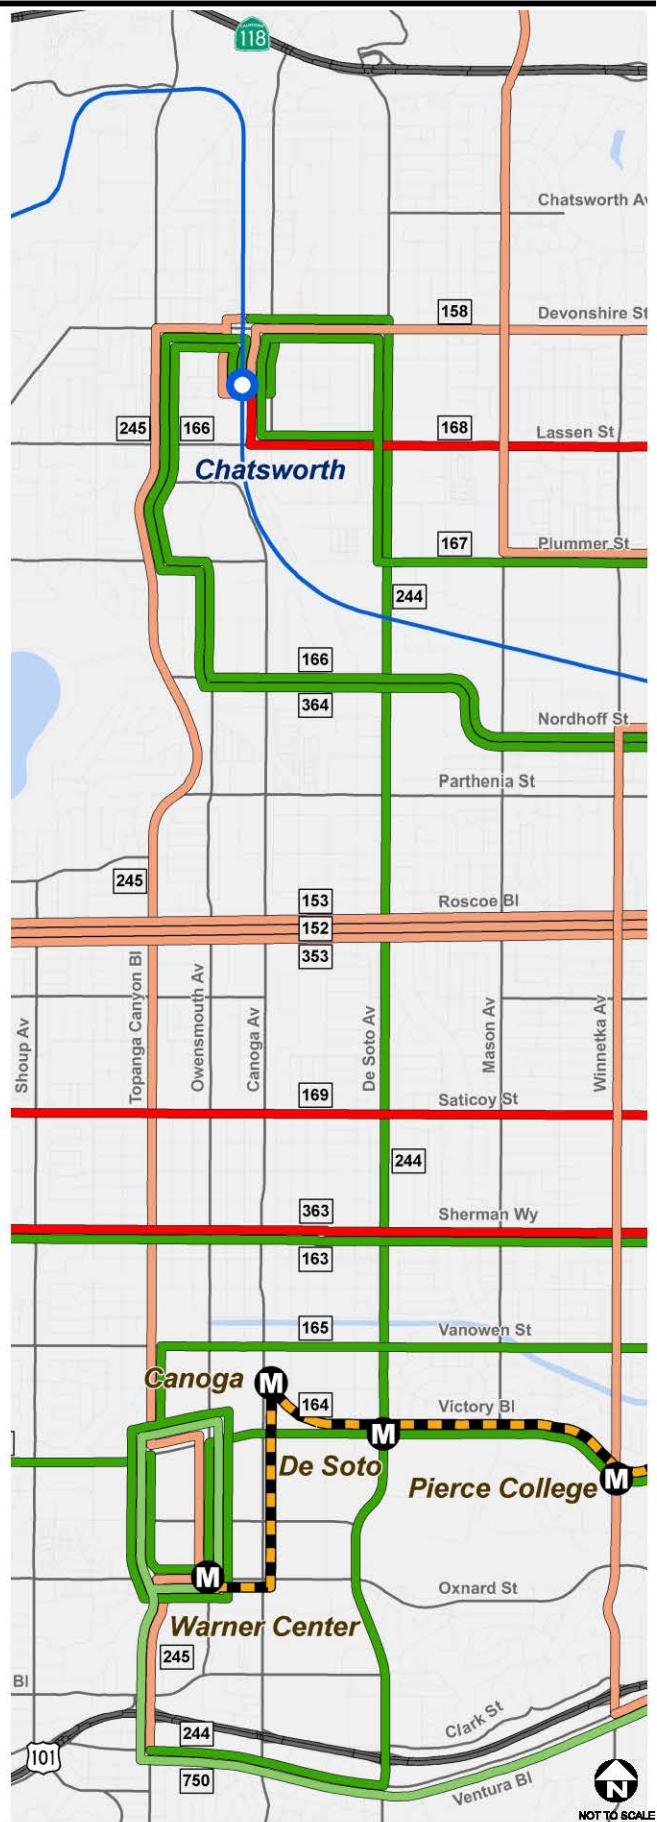 CALIFORNIA
118
Chatsworth Av
158
Devonshire St
245
166
168
Lassen St
Chatsworth
167
Plummer St
244
166
364
Nordhoff St
Parthenia St
245
153
Roscoe Bl
152
353
Shoup Av
Topanga Canyon Bl
Owensmouth Av
Canoga Av
De Soto Av
Mason Av
Winnetka Av
169
Saticoy St
244
363
Sherman Wy
163
165
Vanowen St
Canoga
M
164
Victory Bl
M
De Soto
Pierce College
M
M
Oxnard St
Warner Center
245
Bl
Clark St
244
101
750
Ventura Bl
N
NOT TO SCALE